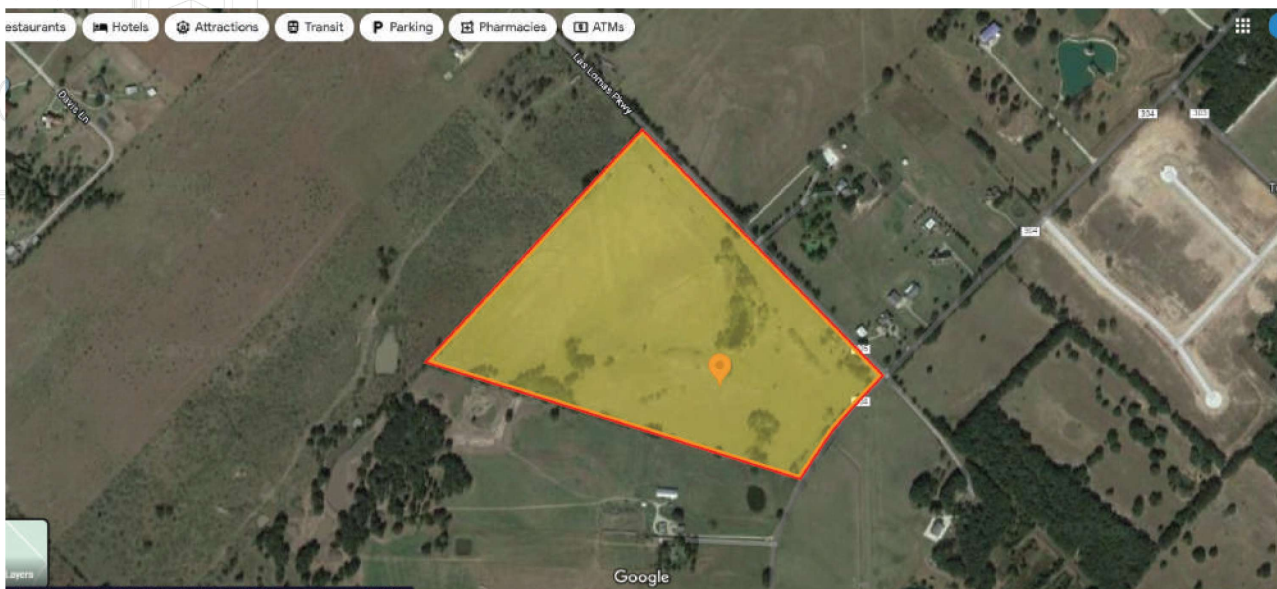 estaurants
Hotels
Attractions
Transit
Parking
Pharmacies
ATMs
Las Lomas Pkwy
Davis Ln
304
303
304
T
Layers
Google